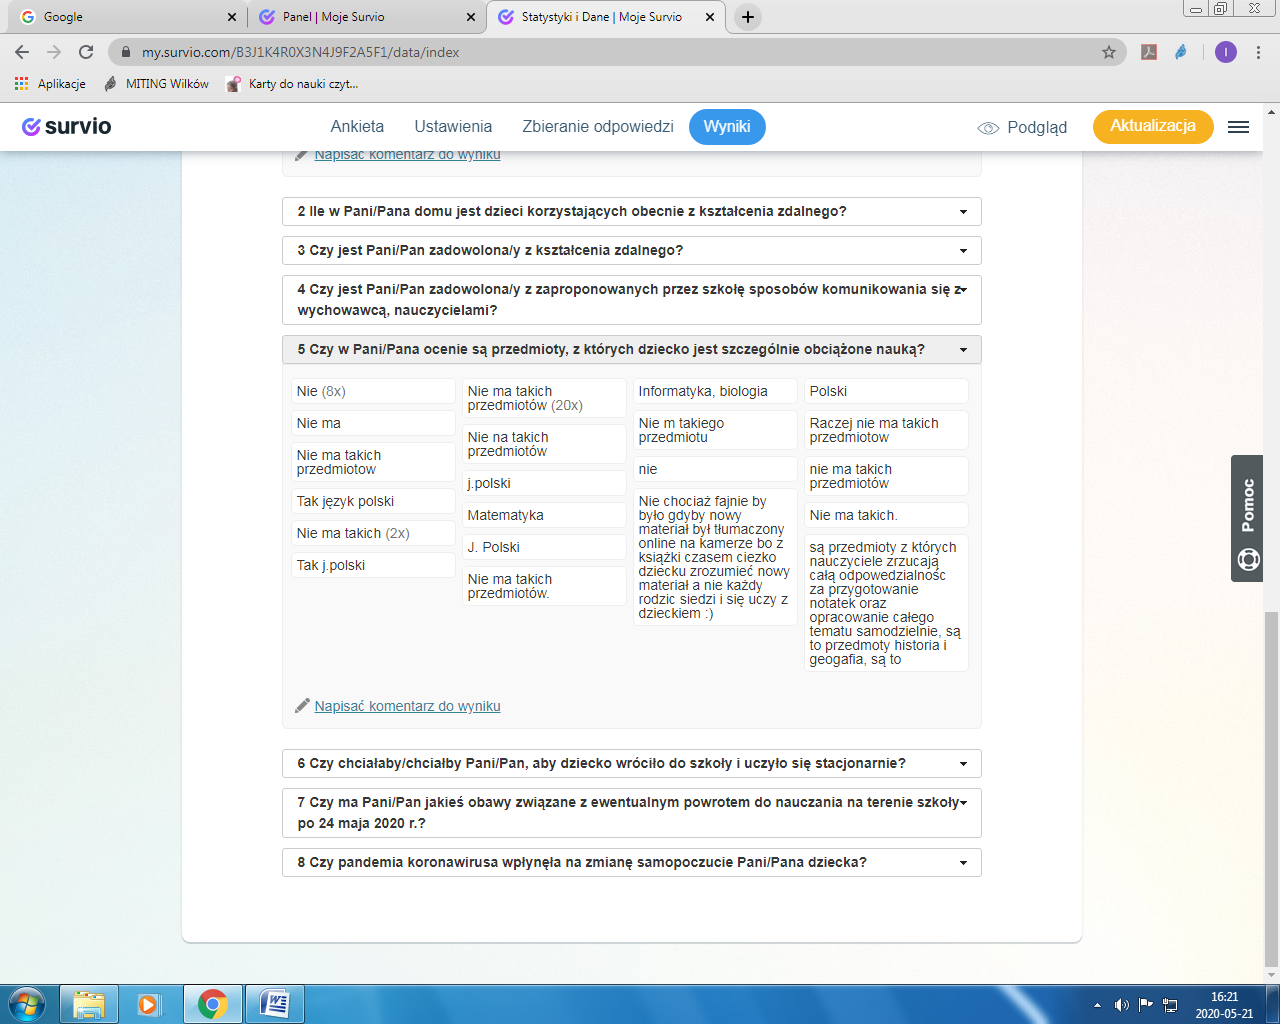 Google
Panel | Moje Survio
Statystyki i Dane | Moje Survio
my.survio.com/B3J1K4R0X3N4J9F2A5F1/data/index
I
Aplikacje
MITING Wilków
Karty do nauki czyt...
survio
Ankieta
Ustawienia
Zbieranie odpowiedzi
Wyniki
Podgląd
Aktualizacja
Napisać komentarz do wyniku
2 Ile w Pani/Pana domu jest dzieci korzystających obecnie z kształcenia zdalnego?
3 Czy jest Pani/Pan zadowolona/y z kształcenia zdalnego?
4 Czy jest Pani/Pan zadowolona/y z zaproponowanych przez szkołę sposobów komunikowania się z
wychowawcą, nauczycielami?
5 Czy w Pani/Pana ocenie są przedmioty, z których dziecko jest szczególnie obciążone nauką?
Nie (8x)
Nie ma
Nie ma takich
przedmiotow
Tak język polski
Nie ma takich (2x)
Tak j.polski
Nie ma takich
przedmiotów (20x)
Nie na takich
przedmiotów
j.polski
Matematyka
J. Polski
Nie ma takich
przedmiotów.
Informatyka, biologia
Nie m takiego
przedmiotu
nie
Nie chociaż fajnie by
było gdyby nowy
materiał był tłumaczony
online na kamerze bo z
książki czasem ciezko
dziecku zrozumieć nowy
materiał a nie każdy
rodzic siedzi i się uczy z
dzieckiem :)
Polski
Raczej nie ma takich
przedmiotow
nie ma takich
przedmiotów
Nie ma takich.
są przedmioty z których
nauczyciele zrzucają
całą odpowedzialnośc
za przygotowanie
notatek oraz
opracowanie całego
tematu samodzielnie, są
to przedmoty historia i
geogafia, są to
Napisać komentarz do wyniku
6 Czy chciałaby/chciałby Pani/Pan, aby dziecko wróciło do szkoły i uczyło się stacjonarnie?
7 Czy ma Pani/Pan jakieś obawy związane z ewentualnym powrotem do nauczania na terenie szkoły
po 24 maja 2020 r.?
8 Czy pandemia koronawirusa wpłynęła na zmianę samopoczucie Pani/Pana dziecka?
Pomoc
16:21
2020-05-21